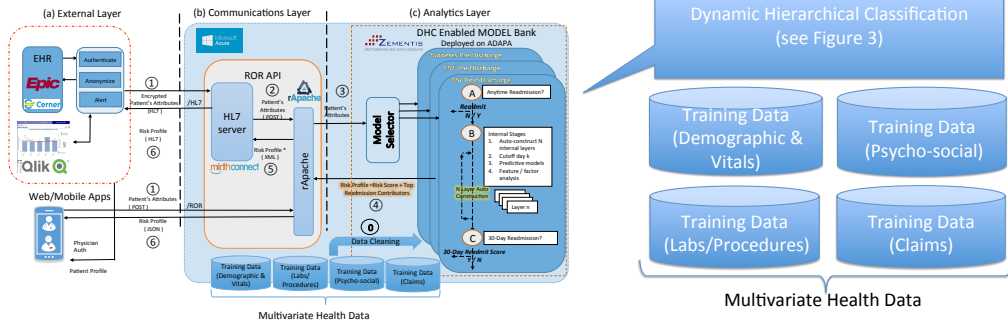 (a) External Layer
(b) Communications Layer
(c) Analytics Layer
Microsoft
Azure
ZEMENTIS
DHC Enabled MODEL Bank
Deployed on ADAPA
EHR
Epic
Cerner
Authenticate
Anonymize
Alert
Qlik
①
Encrypted
Patient's Attributes
(HL7)
/HL7
Risk Profile
( HL7)
⑥
ROR API
HL7
server
mirthconnect
②
Patient's
Attributes
( POST )
Risk Profile *
( XML)
⑤
rApache
rApache
③
Patient's
Attributes
Model
Selector
Pre Discharge
Pre Discharge
Post Discharge
A
Anytime Readmission?
Readmit
N / Y
B
Internal Stages
1. Auto-construct N
internal layers
2. Cutoff day k
3. Predictive models
4. Feature / factor
analysis
N Layer Auto
Construction
Layer n
C
30-Day Readmission?
30-Day Readmit Score
Y / N
Risk Profile =Risk Score + Top
Readmission Contributors
④
0
Data Cleaning
Web/Mobile Apps
①
Patient's Attributes
( POST )
/ROR
Risk Profile
( JSON)
⑥
Physician
Auth
Patient Profile
Training Data
(Demographic &
Vitals)
Training Data
(Labs/
Procedures)
Training Data
(Psycho-social)
Training Data
(Claims)
Multivariate Health Data
Dynamic Hierarchical Classification
(see Figure 3)
Training Data
(Demographic &
Vitals)
Training Data
(Psycho-social)
Training Data
(Labs/Procedures)
Training Data
(Claims)
Multivariate Health Data